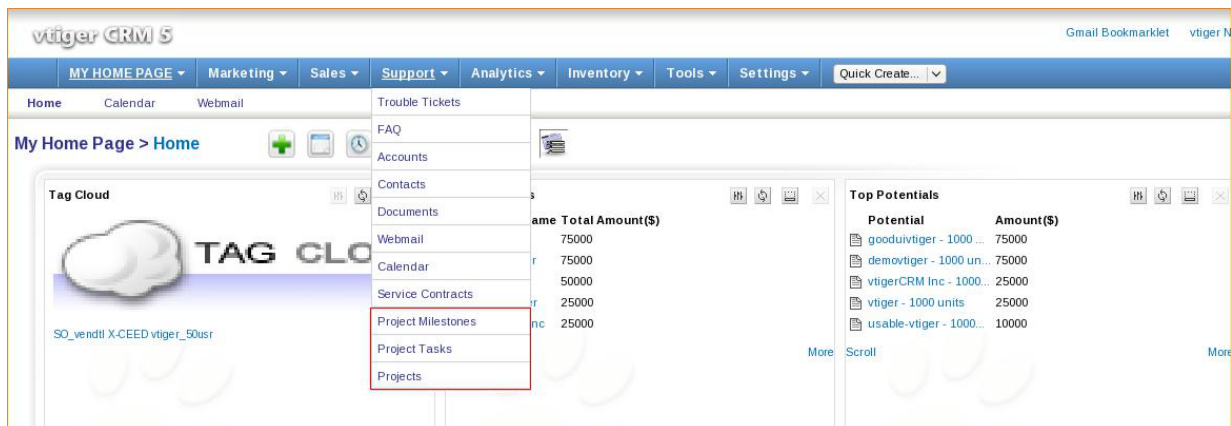 vtiger CRM 5
Gmail Bookmarklet vtiger N
MY HOME PAGE Marketing Sales Support Analytics Inventory Tools Settings Quick Create...
Home Calendar Webmail
My Home Page > Home
Trouble Tickets
FAQ
Accounts
Contacts
Documents
Webmail
Calendar
Service Contracts
Project Milestones
Project Tasks
Projects
Tag Cloud
TAG CLO
SO_vendtl X-CEED vtiger_50usr
s
ame Total Amount($)
75000
r 75000
50000
er 25000
nc 25000
More
Top Potentials
Potential Amount($)
gooduivtiger - 1000 ... 75000
demovtiger - 1000 un... 75000
vtigerCRM Inc - 1000... 25000
vtiger - 1000 units 25000
usable-vtiger - 1000... 10000
Scroll More